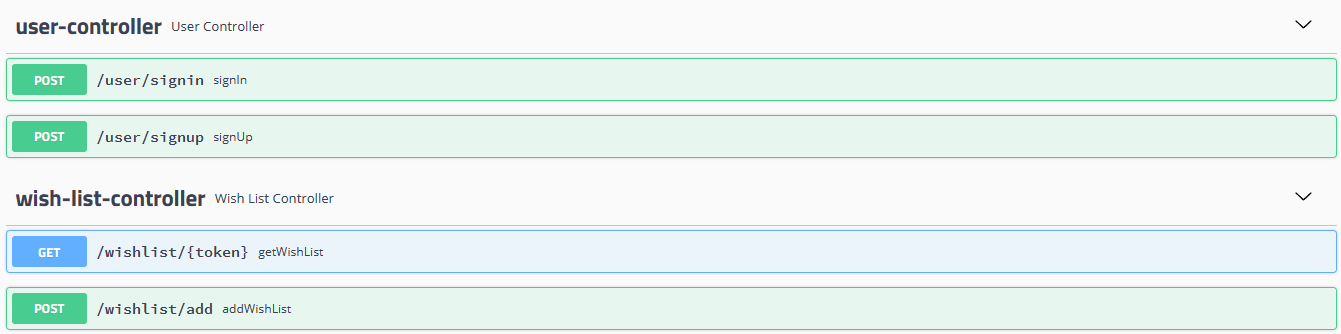 user-controller User Controller
POST /user/signin signIn
POST /user/signup signUp
wish-list-controller Wish List Controller
GET /wishlist/{token} getWishList
POST /wishlist/add addWishList